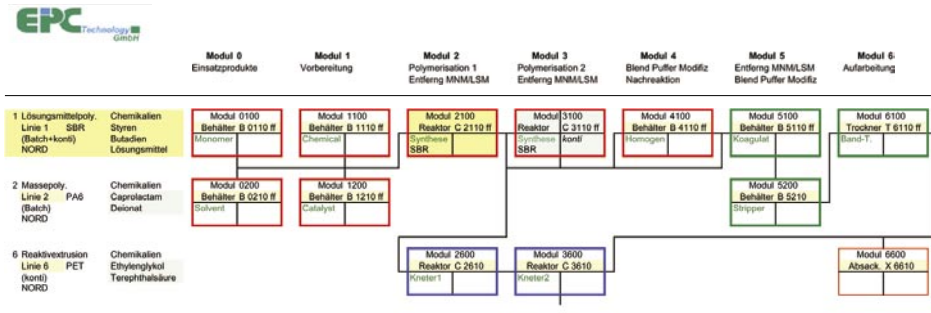 EPC
Technology
GmbH
Modul 0 Modul 1 Modul 2 Modul 3 Modul 4 Modul 5 Modul 6
Einsatzprodukte Vorbereitung Polymerisation 1 Polymerisation 2 Blend Puffer Modifiz Entferng MNM/LSM Aufarbeitung
Entferng MNM/LSM Entferng MNM/LSM Nachreaktion Blend Puffer Modifiz
1 Lösungsmittelpoly. Chemikalien Modul 0100 Modul 1100 Modul 2100 Modul 3100 Modul 4100 Modul 5100 Modul 6100
Linie 1 SBR Styren Behälter B 0110 ff Behälter B 1110 ff Reaktor C 2110 ff Reaktor C 3110 ff Behälter B 4110 ff Behälter B 5110 ff Trockner T 6110 ff
(Batch+konti) Butadien Monomer Chemical Synthese Synthese konti Homogen Koagulat Band-T.
NORD Lösungsmittel SBR SBR
2 Massepoly. Chemikalien Modul 0200 Modul 1200 Modul 5200
Linie 2 PA6 Caprolactam Behälter B 0210 ff Behälter B 1210 ff Behälter B 5210
(Batch) Deionat Solvent Catalyst Stripper
NORD
6 Reaktivextrusion Chemikalien Modul 2600 Modul 3600 Modul 6600
Linie 6 PET Ethylenglykol Reaktor C 2610 Reaktor C 3610 Absack. X 6610
(konti) Terephthalsäure Kneter1 Kneter2
NORD